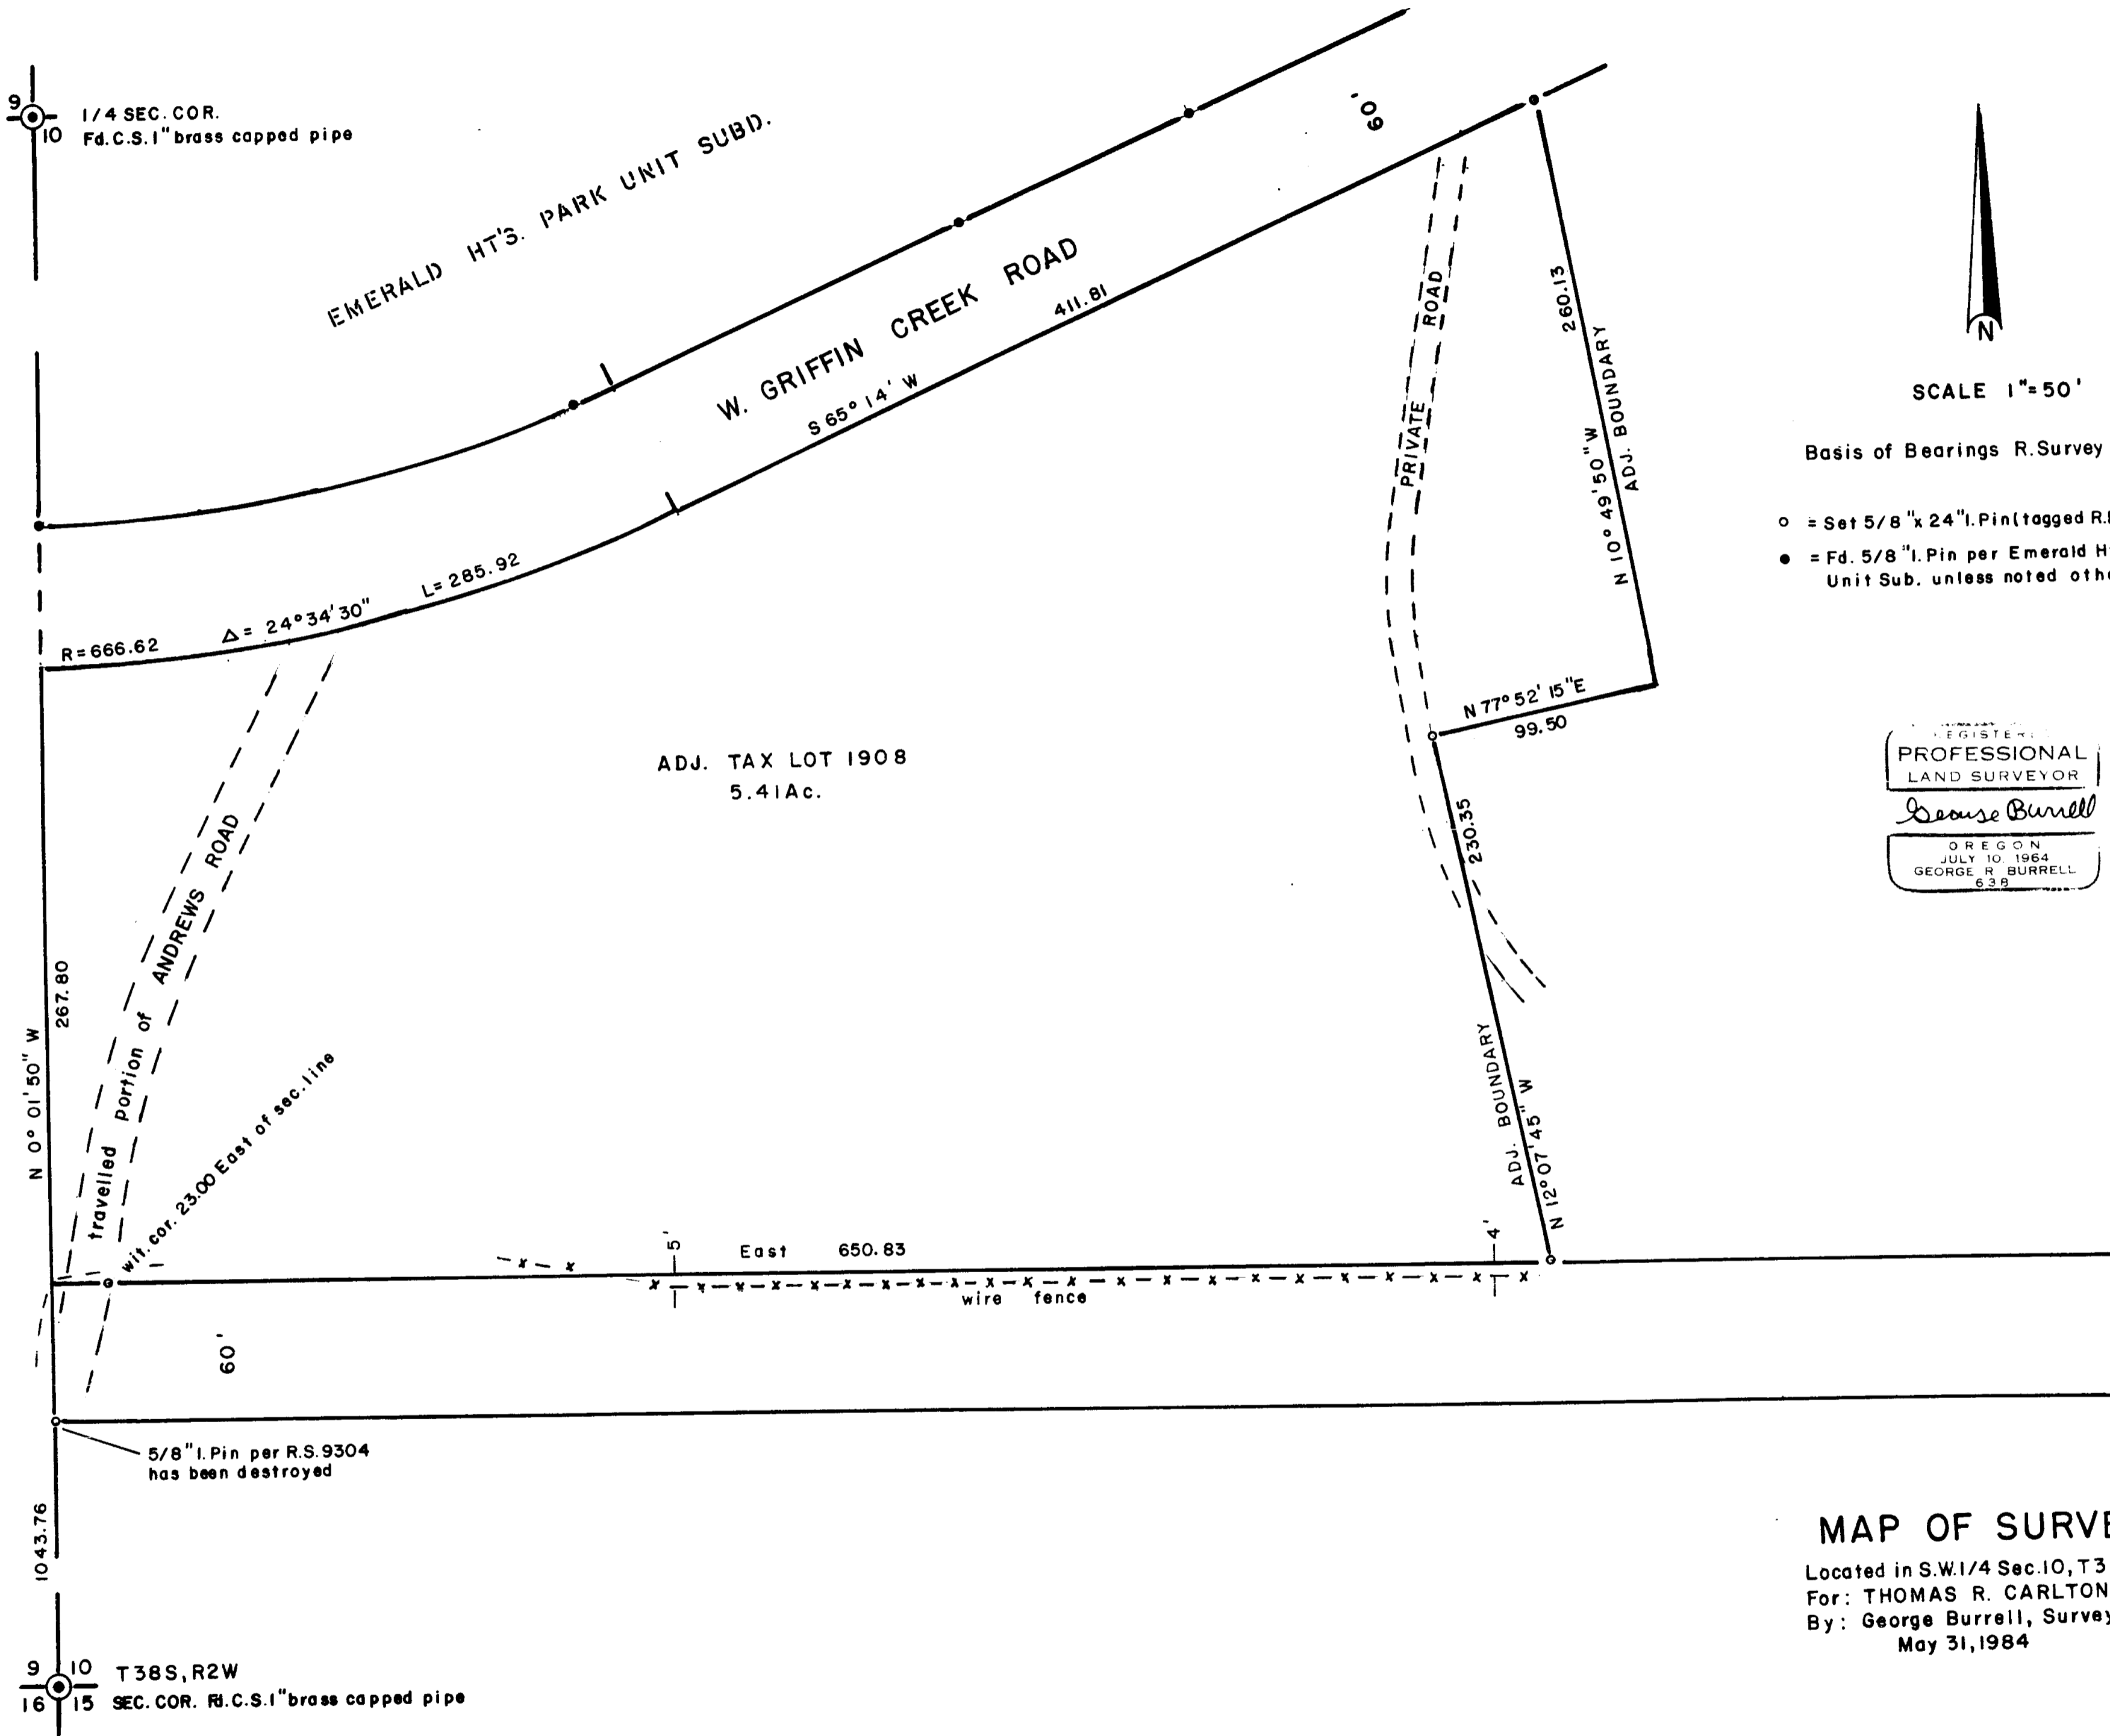 9
10
1/4 SEC. COR.
Fd. C.S. 1" brass capped pipe
EMERALD HT'S. PARK UNIT SUBD.
60'
W. GRIFFIN CREEK ROAD
S 65° 14' W
411.81
PRIVATE ROAD
260.13
N 10° 49' 50" W
ADJ. BOUNDARY
N
SCALE 1"=50'
Basis of Bearings R. Survey
o = Set 5/8" x 24" I. Pin (tagged R.
● = Fd. 5/8" I. Pin per Emerald H
Unit Sub. unless noted oth
R=666.62
Δ= 24°34'30"
L=285.92
N 77° 52' 15" E
99.50
ADJ. TAX LOT 1908
5.41 Ac.
PROFESSIONAL
LAND SURVEYOR
George Burrell
OREGON
JULY 10, 1964
GEORGE R BURRELL
638
230.35
ADJ. BOUNDARY
N 12° 07' 45" W
travelled portion of ANDREWS ROAD
267.80
N 0° 01' 50" W
wit. cor. 23.00 East of sec. line
5'
East 650.83
4'
wire fence
60'
5/8" I. Pin per R.S. 9304
has been destroyed
1043.76
9 10
16 15
T38S, R2W
SEC. COR. Fd. C.S. 1" brass capped pipe
MAP OF SURVE
Located in S.W. 1/4 Sec. 10, T3
For: THOMAS R. CARLTON
By: George Burrell, Survey
May 31, 1984